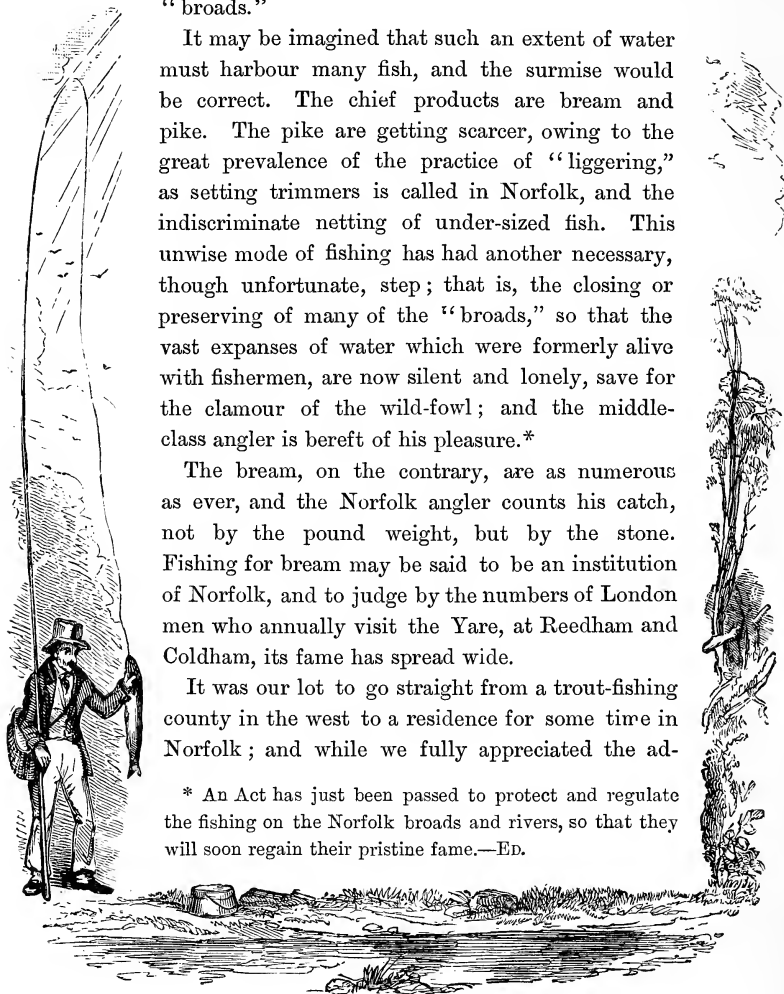 “ broads.”
It may be imagined that such an extent of water
must harbour many fish, and the surmise would
be correct. The chief products are bream and
pike. The pike are getting scarcer, owing to the
great prevalence of the practice of “ liggering,”
as setting trimmers is called in Norfolk, and the
indiscriminate netting of under-sized fish. This
unwise mode of fishing has had another necessary,
though unfortunate, step ; that is, the closing or
preserving of many of the “ broads,” so that the
vast expanses of water which were formerly alive
with fishermen, are now silent and lonely, save for
the clamour of the wild-fowl ; and the middle-
class angler is bereft of his pleasure.*
The bream, on the contrary, are as numerous
as ever, and the Norfolk angler counts his catch,
not by the pound weight, but by the stone.
Fishing for bream may be said to be an institution
of Norfolk, and to judge by the numbers of London
men who annually visit the Yare, at Reedham and
Coldham, its fame has spread wide.
It was our lot to go straight from a trout-fishing
county in the west to a residence for some time in
Norfolk ; and while we fully appreciated the ad-
* An Act has just been passed to protect and regulate
the fishing on the Norfolk broads and rivers, so that they
will soon regain their pristine fame.—ED.